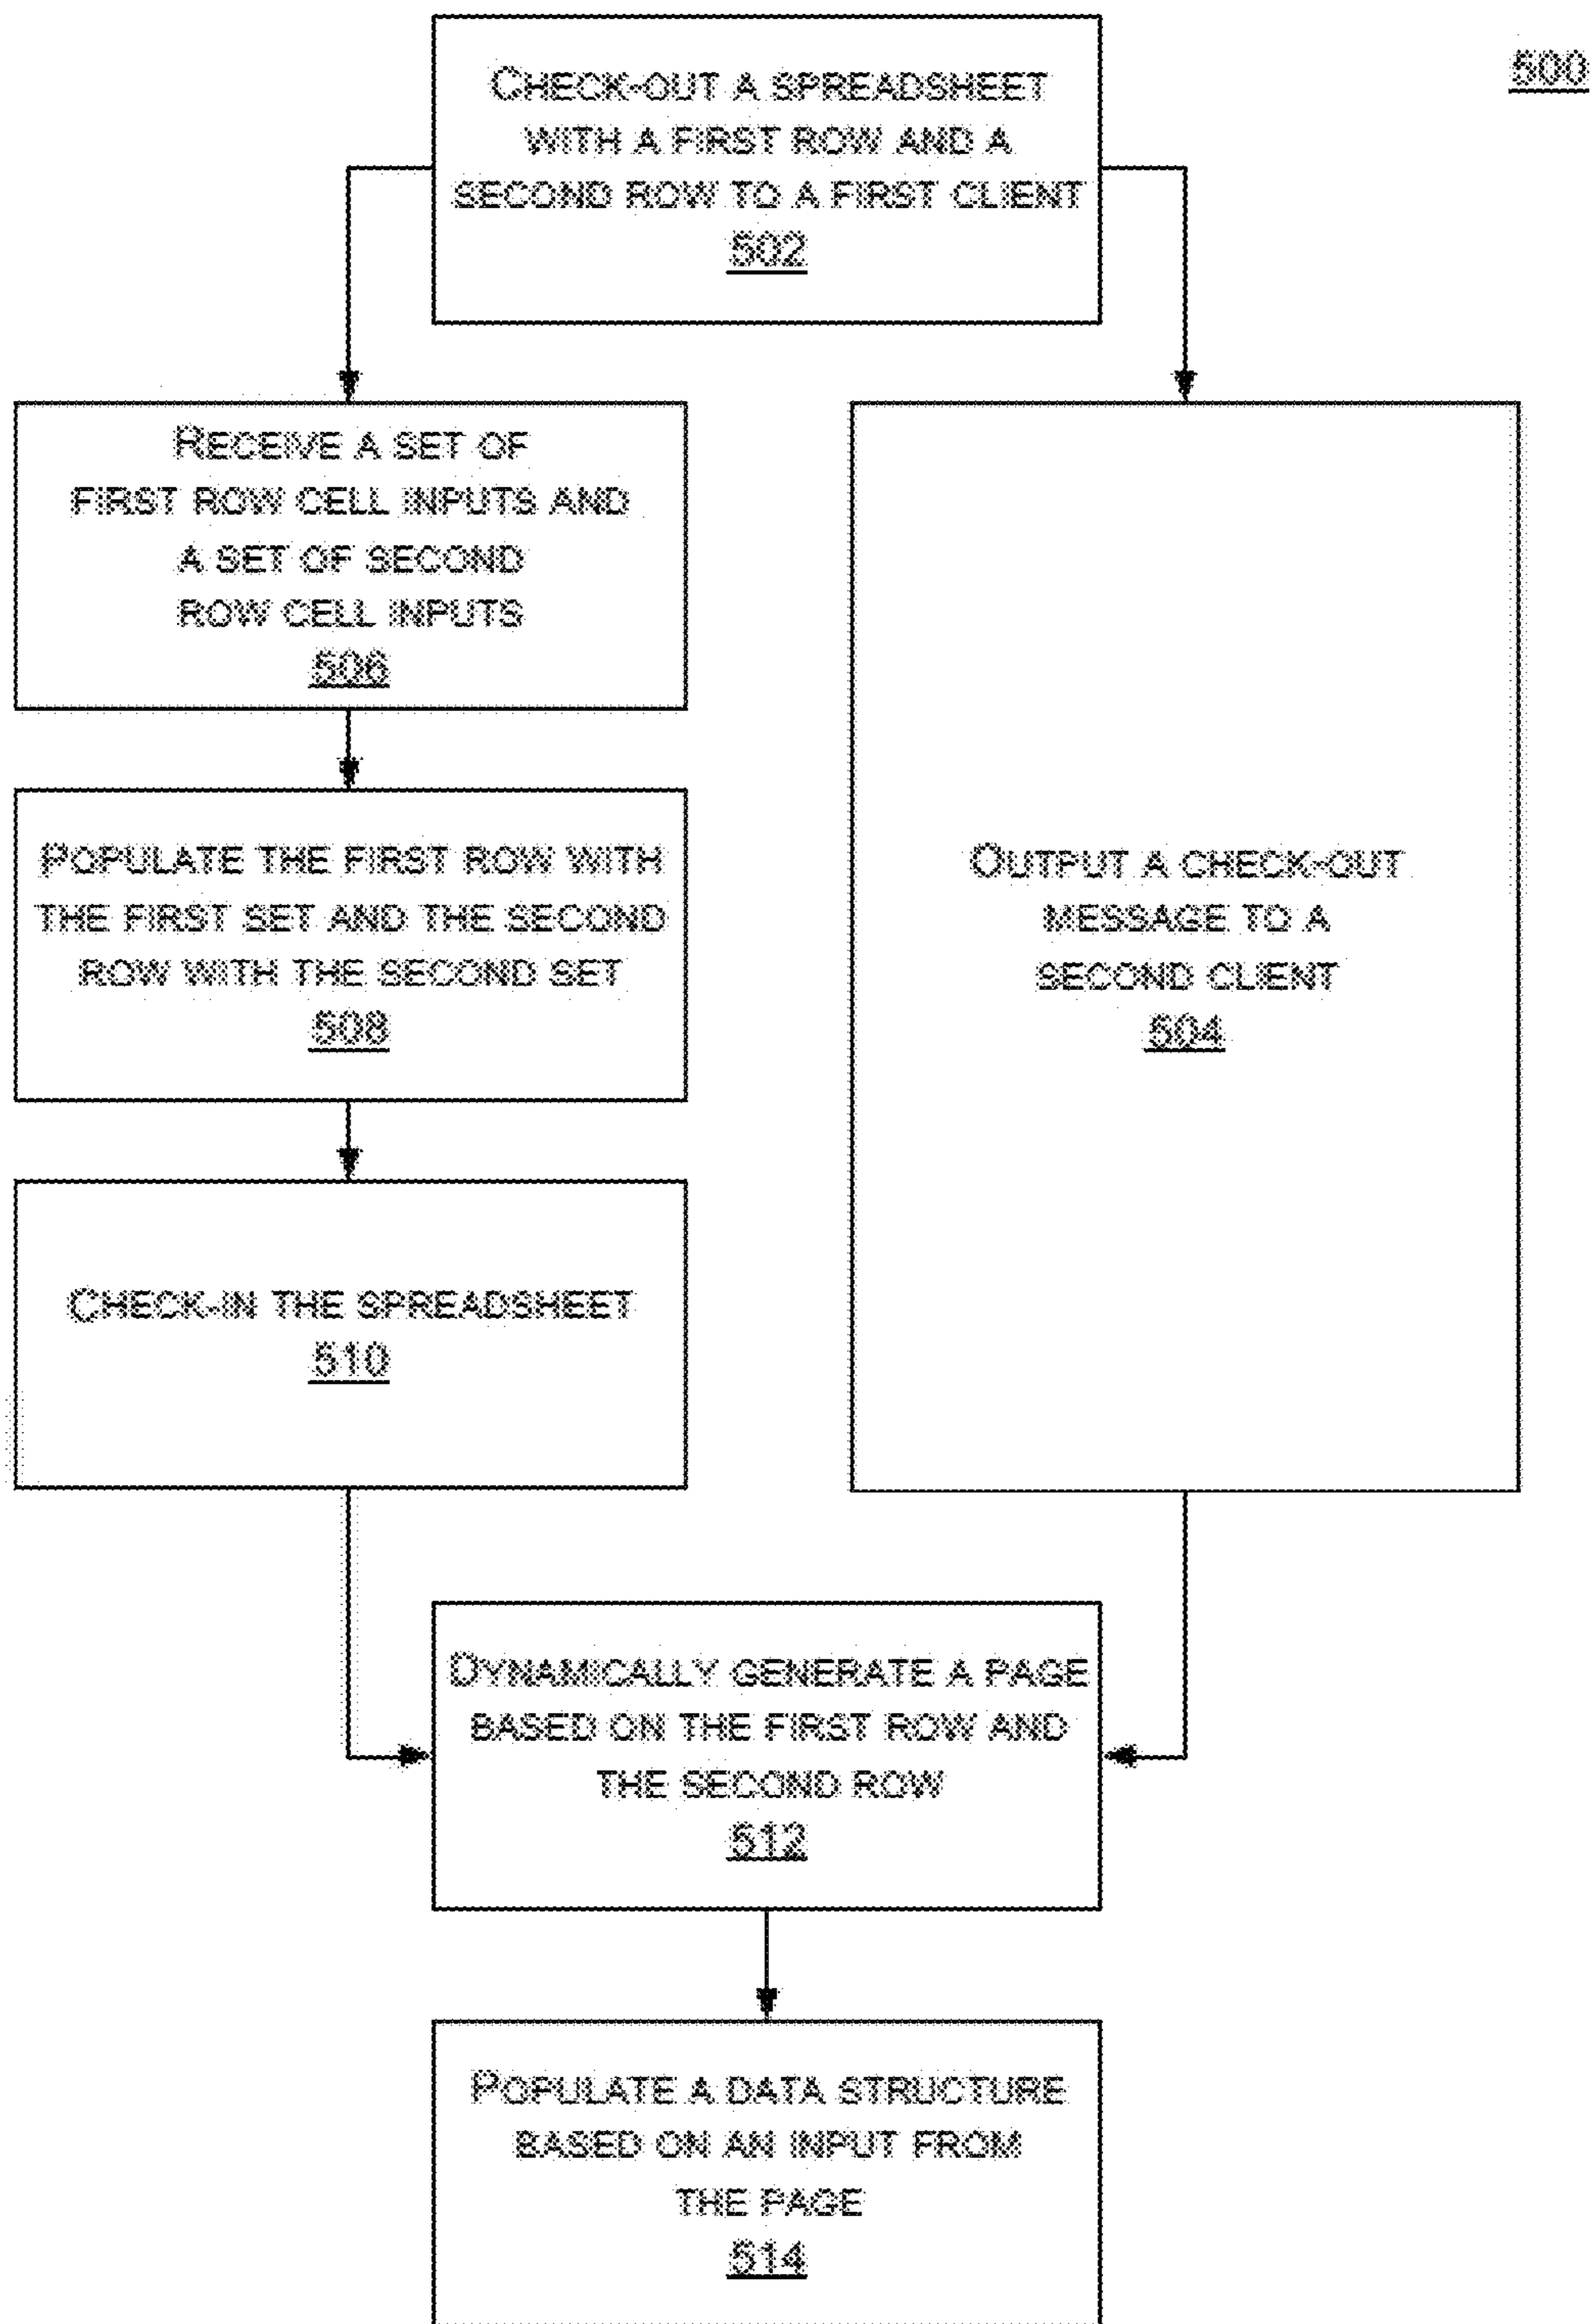 500
CHECK-OUT A SPREADSHEET
WITH A FIRST ROW AND A
SECOND ROW TO A FIRST CLIENT
502
RECEIVE A SET OF
FIRST ROW CELL INPUTS AND
A SET OF SECOND
ROW CELL INPUTS
506
POPULATE THE FIRST ROW WITH
THE FIRST SET AND THE SECOND
ROW WITH THE SECOND SET
508
CHECK-IN THE SPREADSHEET
510
OUTPUT A CHECK-OUT
MESSAGE TO A
SECOND CLIENT
504
DYNAMICALLY GENERATE A PAGE
BASED ON THE FIRST ROW AND
THE SECOND ROW
512
POPULATE A DATA STRUCTURE
BASED ON AN INPUT FROM
THE PAGE
514